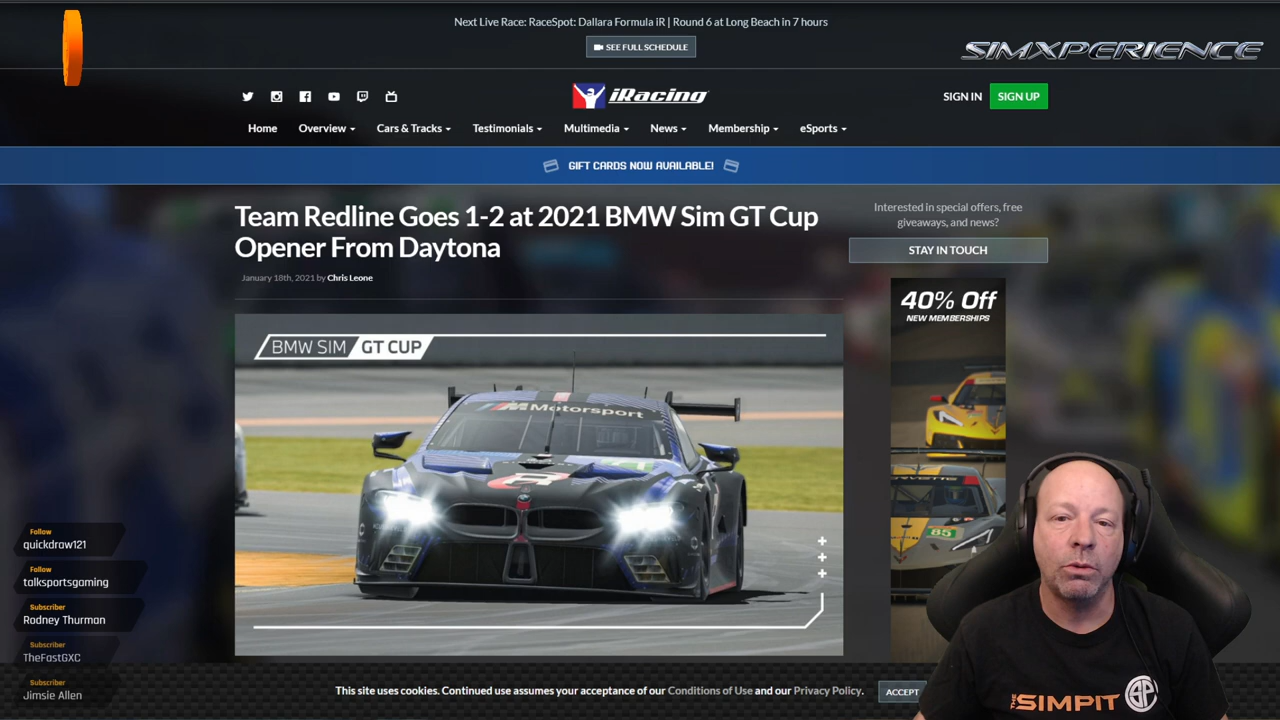 Next Live Race: RaceSpot: Dallara Formula iR | Round 6 at Long Beach in 7 hours
SEE FULL SCHEDULE
SIMXPERIENCE
iRacing
SIGN IN
SIGN UP
Home
Overview
Cars & Tracks
Testimonials
Multimedia
News
Membership
eSports
GIFT CARDS NOW AVAILABLE!
Team Redline Goes 1-2 at 2021 BMW Sim GT Cup
Opener From Daytona
January 18th, 2021 by Chris Leone
Interested in special offers, free
giveaways, and news?
STAY IN TOUCH
40% Off
NEW MEMBERSHIPS
BMW SIM GT CUP
M Motorsport
85
Follow
quickdraw121
Follow
talksportsgaming
Subscriber
Rodney Thurman
Subscriber
TheFastGXC
Subscriber
Jimsie Allen
This site uses cookies. Continued use assumes your acceptance of our Conditions of Use and our Privacy Policy.
ACCEPT
THE SIMPIT
SP